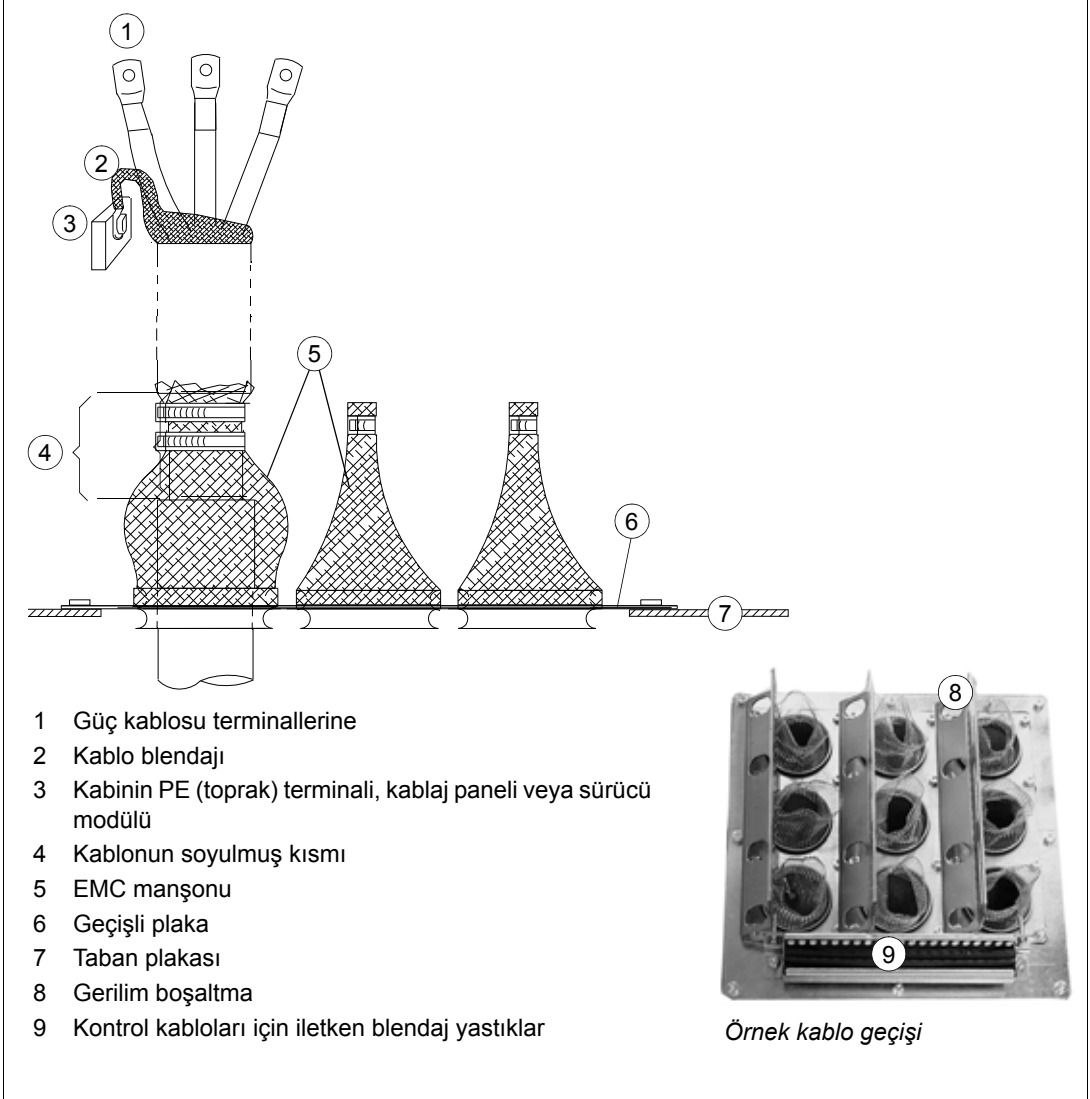 1
2
3
4
5
6
7
1 Güç kablosu terminallerine
2 Kablo blendajı
3 Kabinin PE (toprak) terminali, kablaj paneli veya sürücü
modülü
4 Kablonun soyulmuş kısmı
5 EMC manşonu
6 Geçişli plaka
7 Taban plakası
8 Gerilim boşaltma
9 Kontrol kabloları için iletken blendaj yastıklar
8
9
Örnek kablo geçişi